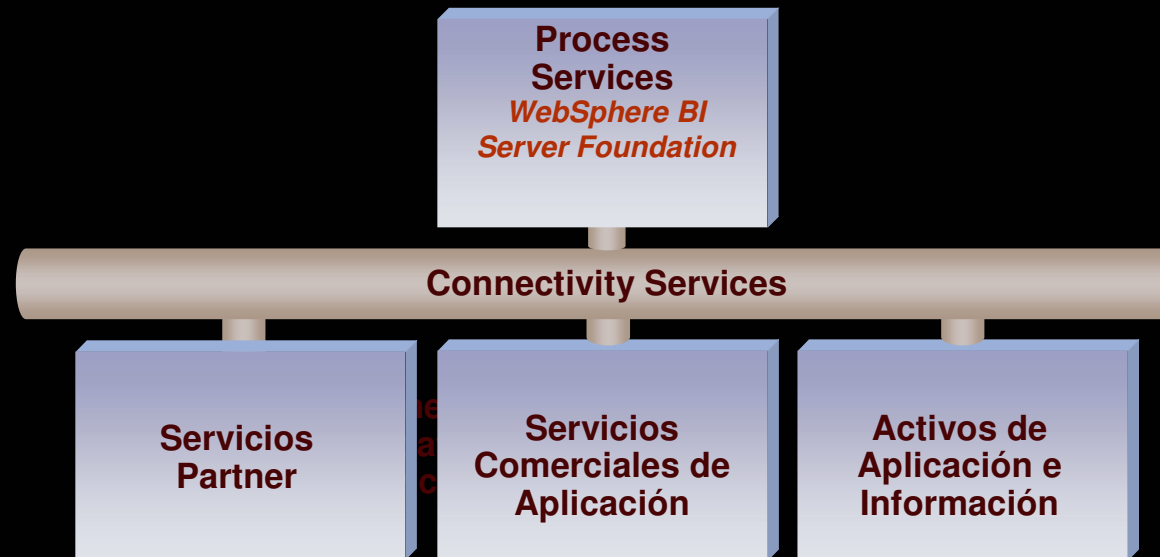 Process
Services
WebSphere BI
Server Foundation
Connectivity Services
Servicios
Partner
Servicios
Comerciales de
Aplicación
Activos de
Aplicación e
Información